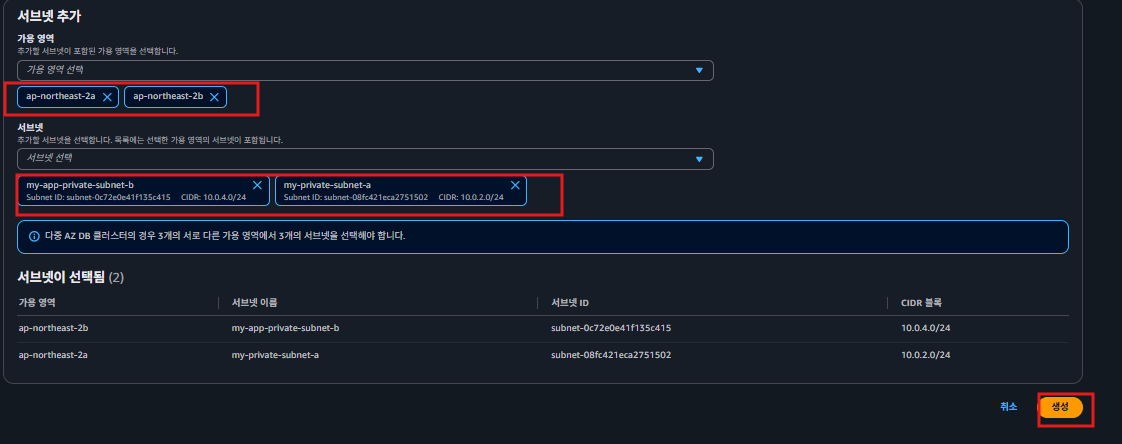 서브넷 추가
가용 영역
추가할 서브넷이 포함된 가용 영역을 선택합니다.
가용 영역 선택
ap-northeast-2a ap-northeast-2b
서브넷
추가할 서브넷을 선택합니다. 목록에는 선택한 가용 영역의 서브넷이 포함됩니다.
서브넷 선택
my-app-private-subnet-b my-private-subnet-a
Subnet ID: subnet-0c72e0e41f135c415 CIDR: 10.0.4.0/24 Subnet ID: subnet-08fc421eca2751502 CIDR: 10.0.2.0/24
다중 AZ DB 클러스터의 경우 3개의 서로 다른 가용 영역에서 3개의 서브넷을 선택해야 합니다.
서브넷이 선택됨 (2)
가용 영역 서브넷 이름 서브넷 ID CIDR 블록
ap-northeast-2b my-app-private-subnet-b subnet-0c72e0e41f135c415 10.0.4.0/24
ap-northeast-2a my-private-subnet-a subnet-08fc421eca2751502 10.0.2.0/24
취소 생성